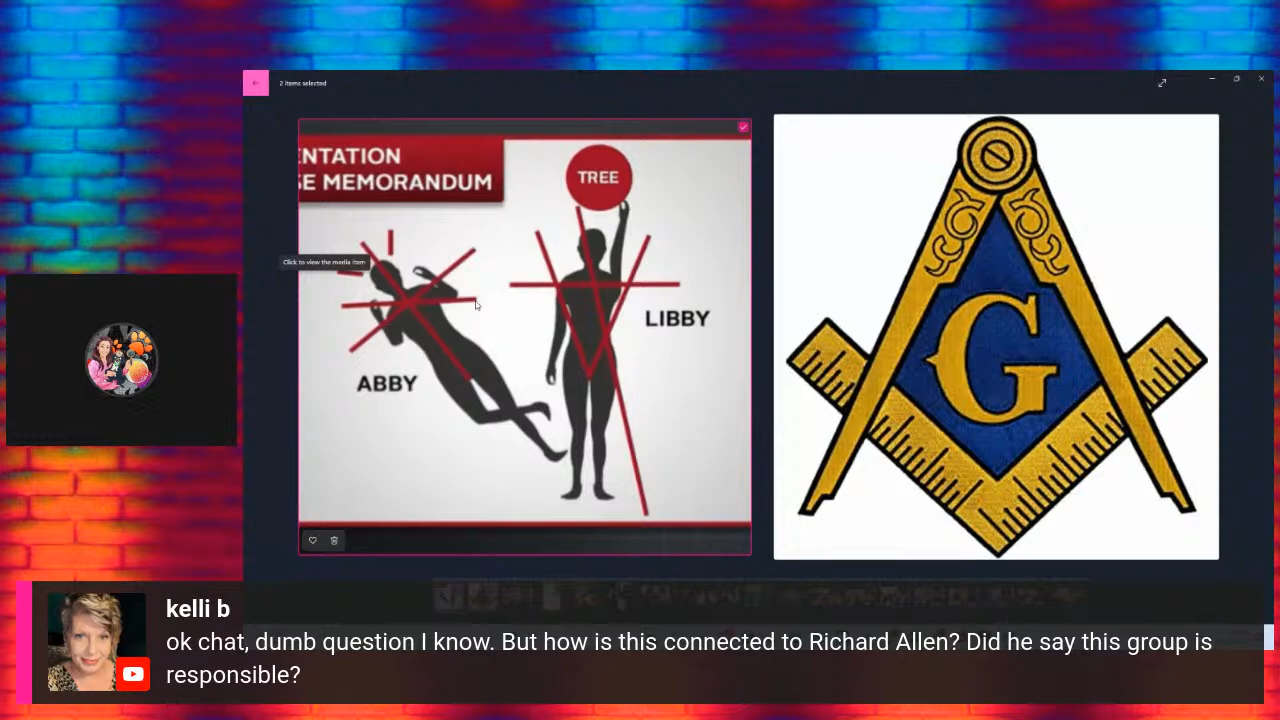 2 items selected
ENTATION
SE MEMORANDUM
TREE
Click to view the media item
LIBBY
ABBY
G
kelli b
ok chat, dumb question I know. But how is this connected to Richard Allen? Did he say this group is
responsible?